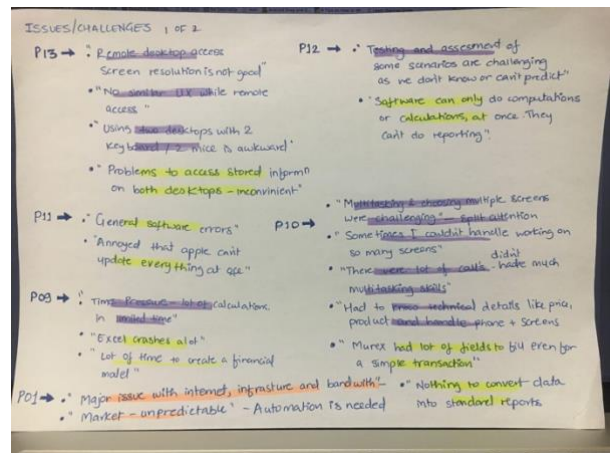 ISSUES/CHALLENGES 1 OF 2
P13 → • "Remote desktop access
screen resolution is not good"
• "No similar UX while remote
access"
• "Using two desktops with 2
keyboard / 2 mice is awkward"
• "Problems to access stored informn
on both desktops - inconvinient"
P12 → • "Testing and assesment of
some scenarios are challenging
as we don't know or can't predict"
• "Software can only do computations
or calculations, at once. They
can't do reporting".
P11 → • "General software errors"
• "Annoyed that apple can't
update everything at once"
P10 → • "Multitasking & choosing multiple screens
were challenging" - split attention
• "Sometimes I couldn't handle working on
so many screens"
• "There were lot of calls - didn't have much
multitasking skills"
• "Had to technical details like price,
product and handle phone + screens
• "Murex had lot of fields to fill even for
a simple transaction"
• "Nothing to convert data
into standard reports
P09 → • Time Pressure - lot of calculations
in limited time"
• "Excel crashes alot"
• "Lot of time to create a financial
model"
P01 → • "Major issue with internet, infrasture and bandwith"
• "Market - unpredictable" - Automation is needed